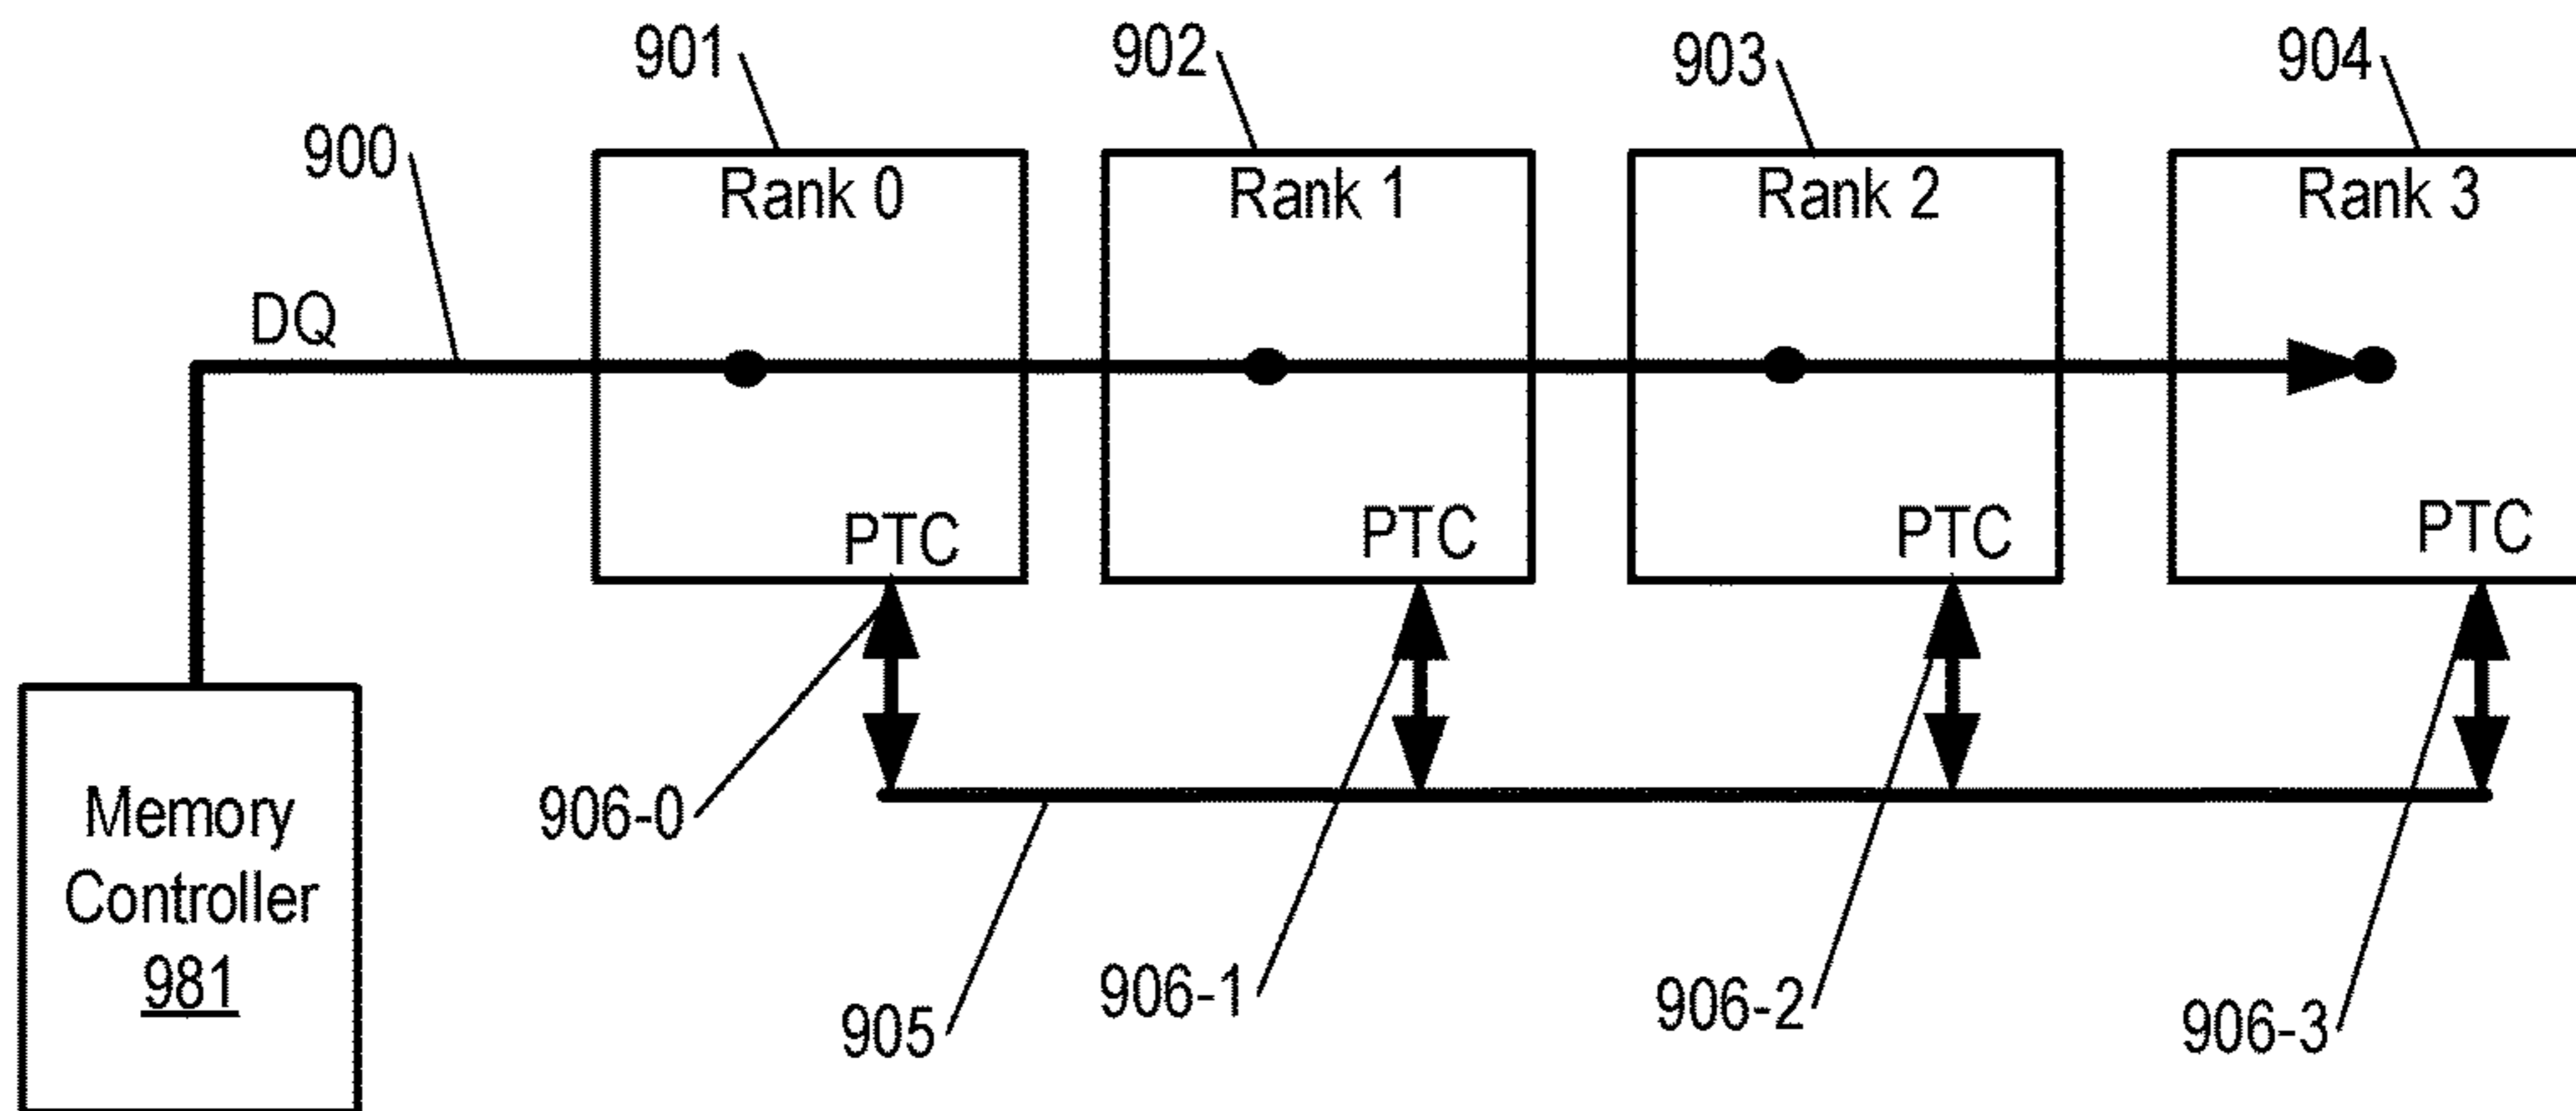 901
902
903
904
900
Rank 0
Rank 1
Rank 2
Rank 3
DQ
PTC
PTC
PTC
PTC
Memory
Controller
981
906-0
905
906-1
906-2
906-3